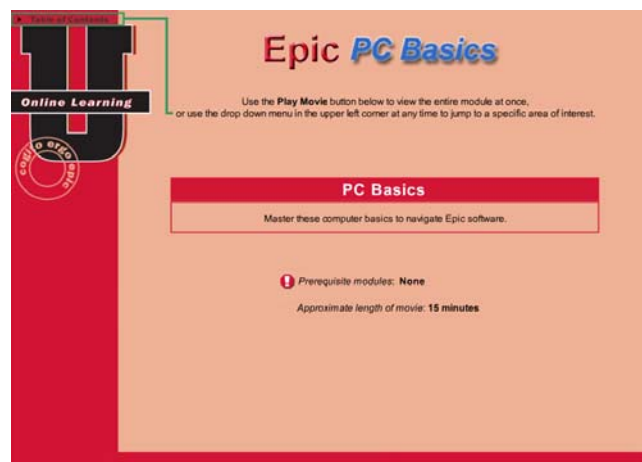 Table of Contents
Epic PC Basics
Online Learning
Use the Play Movie button below to view the entire module at once,
or use the drop down menu in the upper left corner at any time to jump to a specific area of interest.
U
cogito ergo epic
PC Basics
Master these computer basics to navigate Epic software.
Prerequisite modules: None
Approximate length of movie: 15 minutes